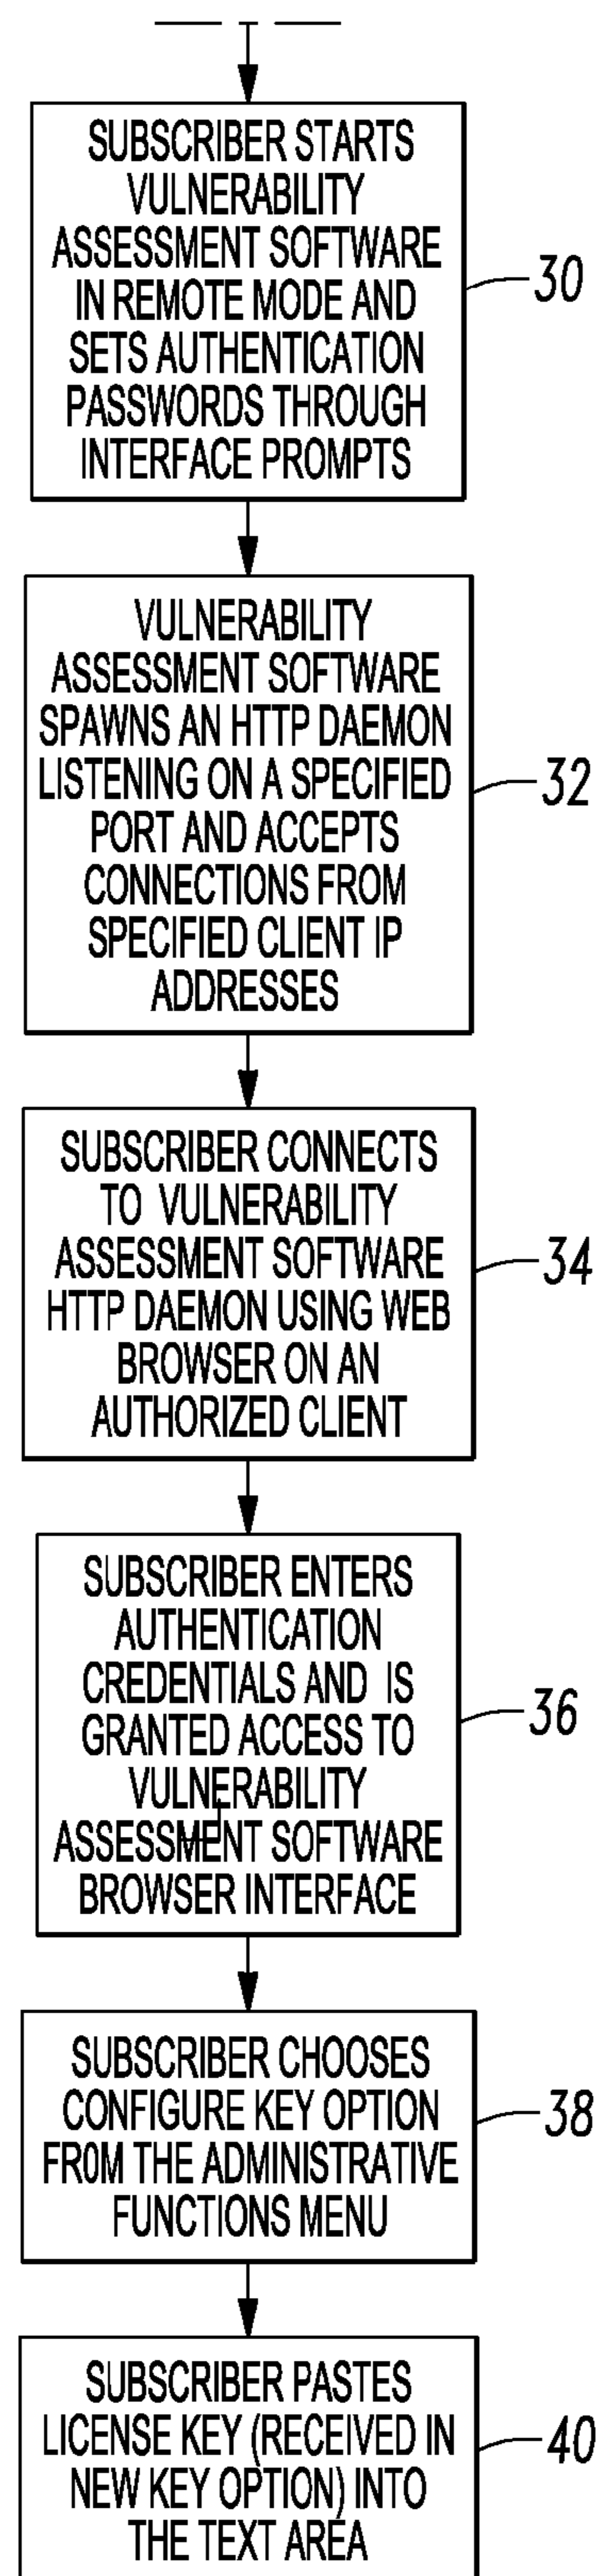 SUBSCRIBER STARTS
VULNERABILITY
ASSESSMENT SOFTWARE
IN REMOTE MODE AND
SETS AUTHENTICATION
PASSWORDS THROUGH
INTERFACE PROMPTS
30
VULNERABILITY
ASSESSMENT SOFTWARE
SPAWNS AN HTTP DAEMON
LISTENING ON A SPECIFIED
PORT AND ACCEPTS
CONNECTIONS FROM
SPECIFIED CLIENT IP
ADDRESSES
32
SUBSCRIBER CONNECTS
TO VULNERABILITY
ASSESSMENT SOFTWARE
HTTP DAEMON USING WEB
BROWSER ON AN
AUTHORIZED CLIENT
34
SUBSCRIBER ENTERS
AUTHENTICATION
CREDENTIALS AND IS
GRANTED ACCESS TO
VULNERABILITY
ASSESSMENT SOFTWARE
BROWSER INTERFACE
36
SUBSCRIBER CHOOSES
CONFIGURE KEY OPTION
FROM THE ADMINISTRATIVE
FUNCTIONS MENU
38
SUBSCRIBER PASTES
LICENSE KEY (RECEIVED IN
NEW KEY OPTION) INTO
THE TEXT AREA
40